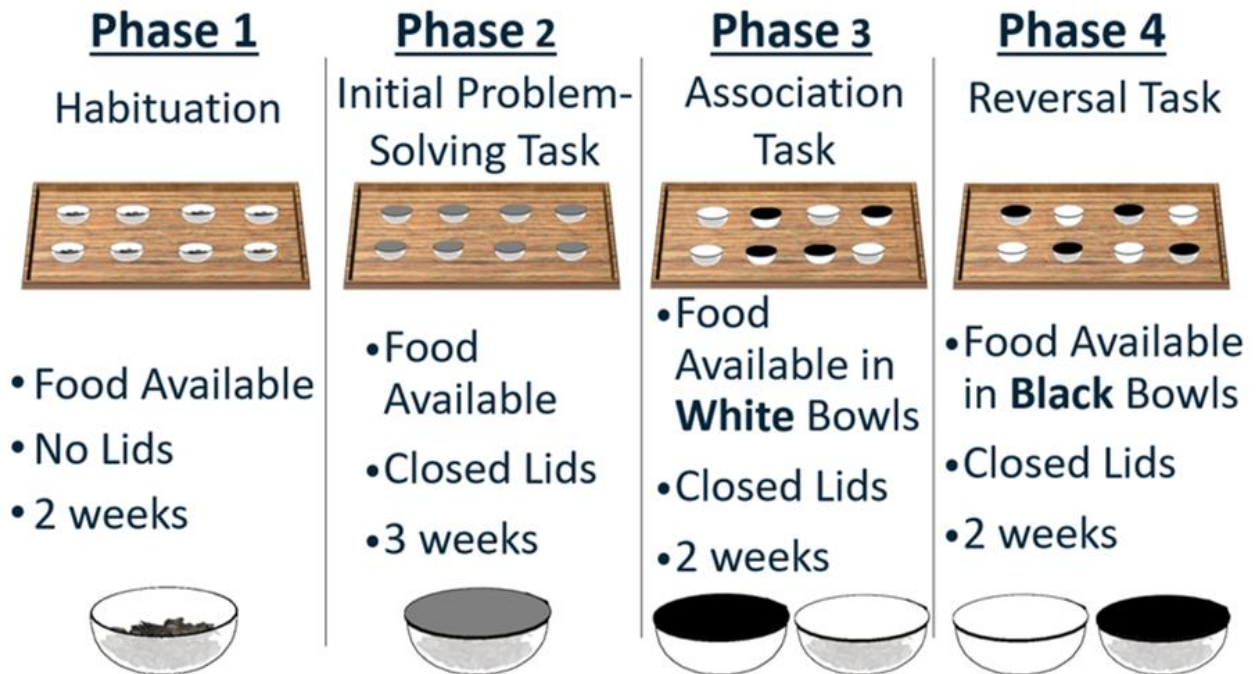 Phase 1
Habituation
• Food Available
• No Lids
• 2 weeks
Phase 2
Initial Problem-
Solving Task
•Food
Available
•Closed Lids
•3 weeks
Phase 3
Association
Task
•Food
Available in
White Bowls
•Closed Lids
•2 weeks
Phase 4
Reversal Task
•Food Available
in Black Bowls
•Closed Lids
•2 weeks